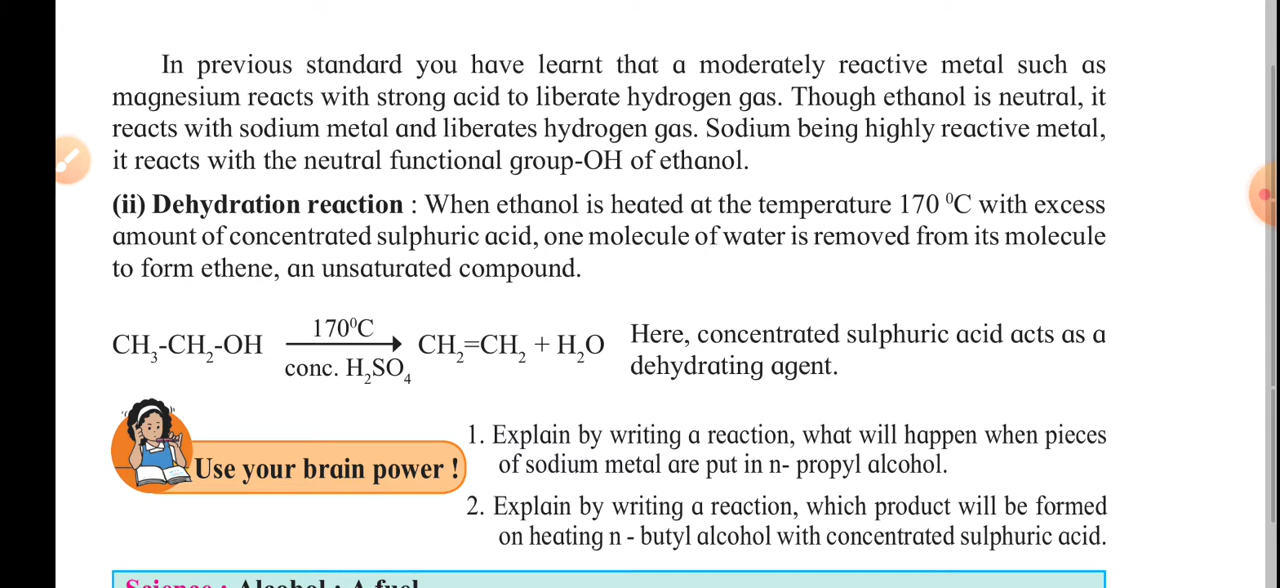 In previous standard you have learnt that a moderately reactive metal such as
magnesium reacts with strong acid to liberate hydrogen gas. Though ethanol is neutral, it
reacts with sodium metal and liberates hydrogen gas. Sodium being highly reactive metal,
it reacts with the neutral functional group-OH of ethanol.
(ii) Dehydration reaction : When ethanol is heated at the temperature 170 ⁰C with excess
amount of concentrated sulphuric acid, one molecule of water is removed from its molecule
to form ethene, an unsaturated compound.
170⁰C
CH₃-CH₂-OH → CH₂=CH₂ + H₂O
conc. H₂SO₄
Here, concentrated sulphuric acid acts as a
dehydrating agent.
Use your brain power !
1. Explain by writing a reaction, what will happen when pieces
of sodium metal are put in n- propyl alcohol.
2. Explain by writing a reaction, which product will be formed
on heating n - butyl alcohol with concentrated sulphuric acid.
Science : Alcohol : A fuel